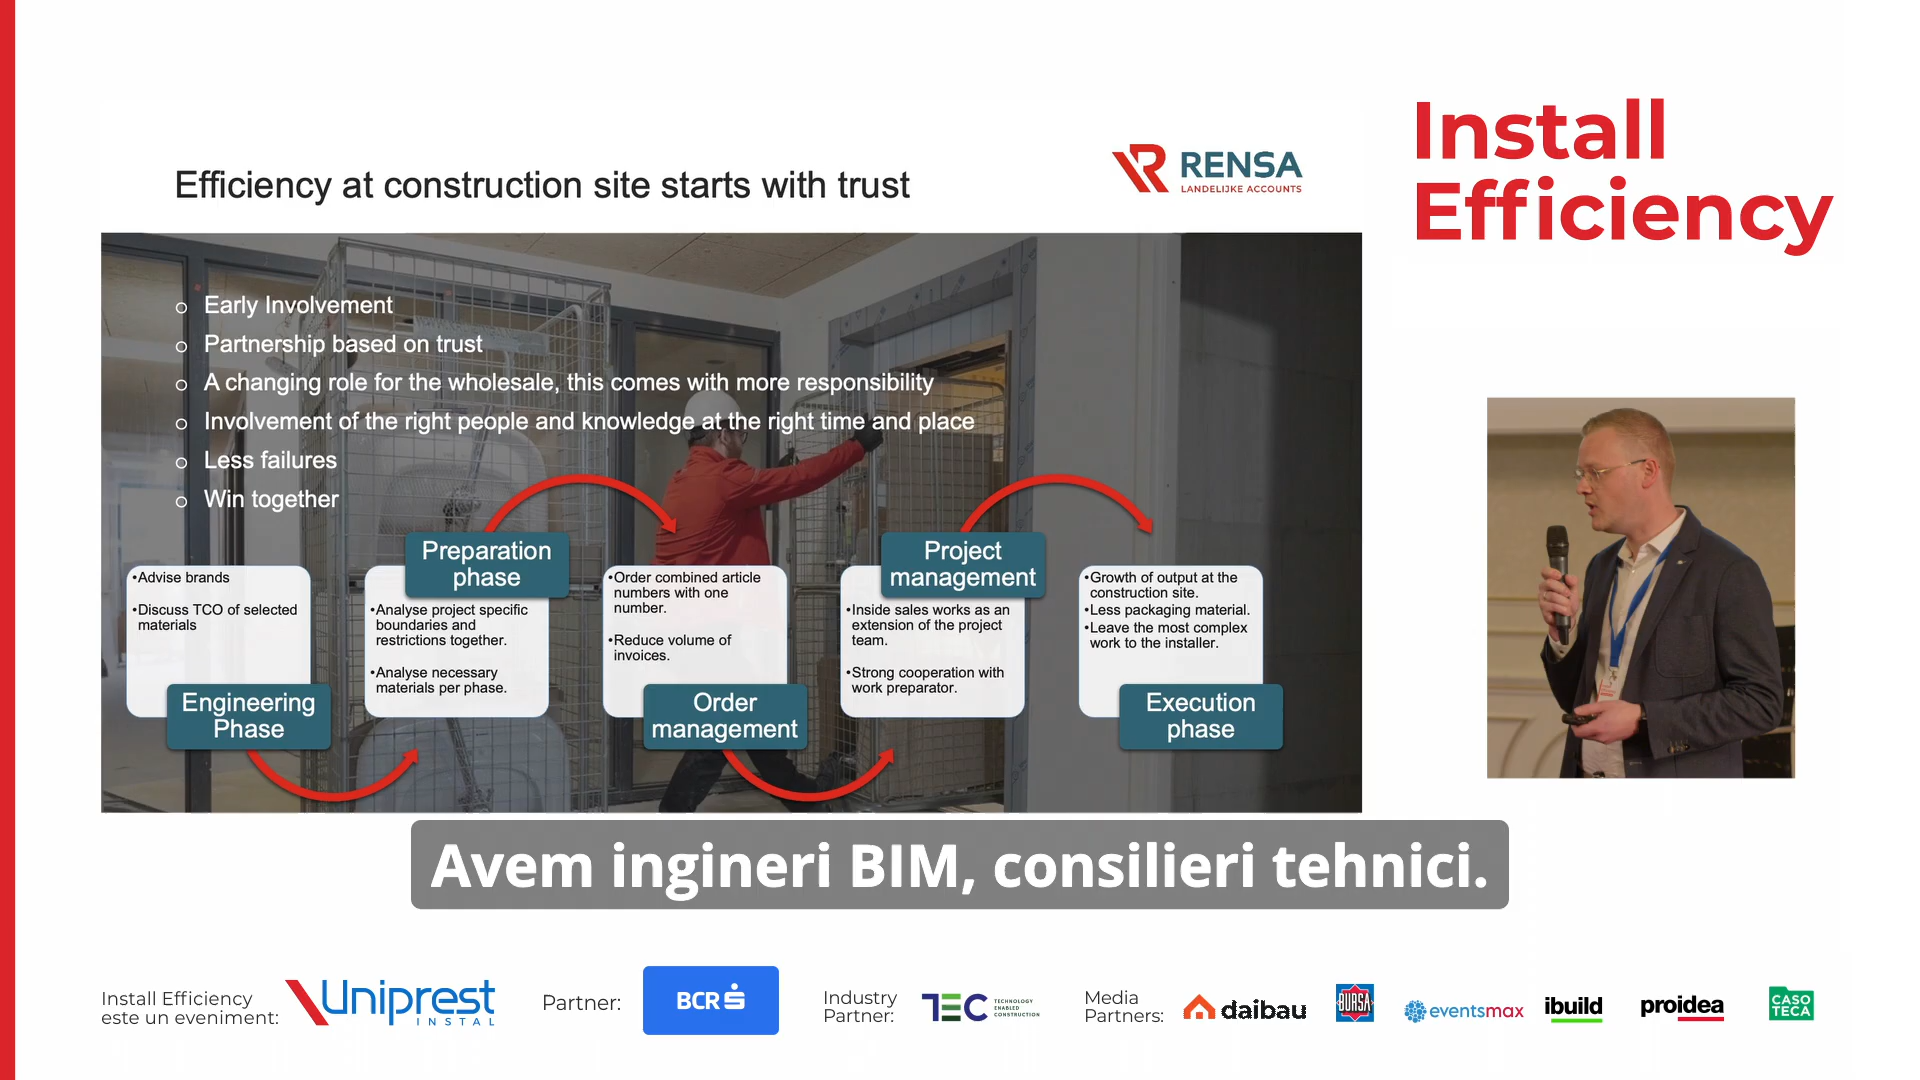 Install
Efficiency
Efficiency at construction site starts with trust
RENSA
LANDELIJKE ACCOUNTS
o Early Involvement
o Partnership based on trust
o A changing role for the wholesale, this comes with more responsibility
o Involvement of the right people and knowledge at the right time and place
o Less failures
o Win together
•Advise brands
•Discuss TCO of selected
materials
Engineering
Phase
Preparation
phase
•Analyse project specific
boundaries and
restrictions together.
•Analyse necessary
materials per phase.
•Order combined article
numbers with one
number.
•Reduce volume of
invoices.
Order
management
Project
management
•Inside sales works as an
extension of the project
team.
•Strong cooperation with
work preparator.
•Growth of output at the
construction site.
•Less packaging material.
•Leave the most complex
work to the installer.
Execution
phase
Avem ingineri BIM, consilieri tehnici.
Install Efficiency
este un eveniment:
Uniprest
INSTAL
Partner:
BCR
Industry
Partner:
TEC
TECHNOLOGY
ENABLED
CONSTRUCTION
Media
Partners:
daibau
BURSA
eventsmax
ibuild
proidea
CASO
TECA